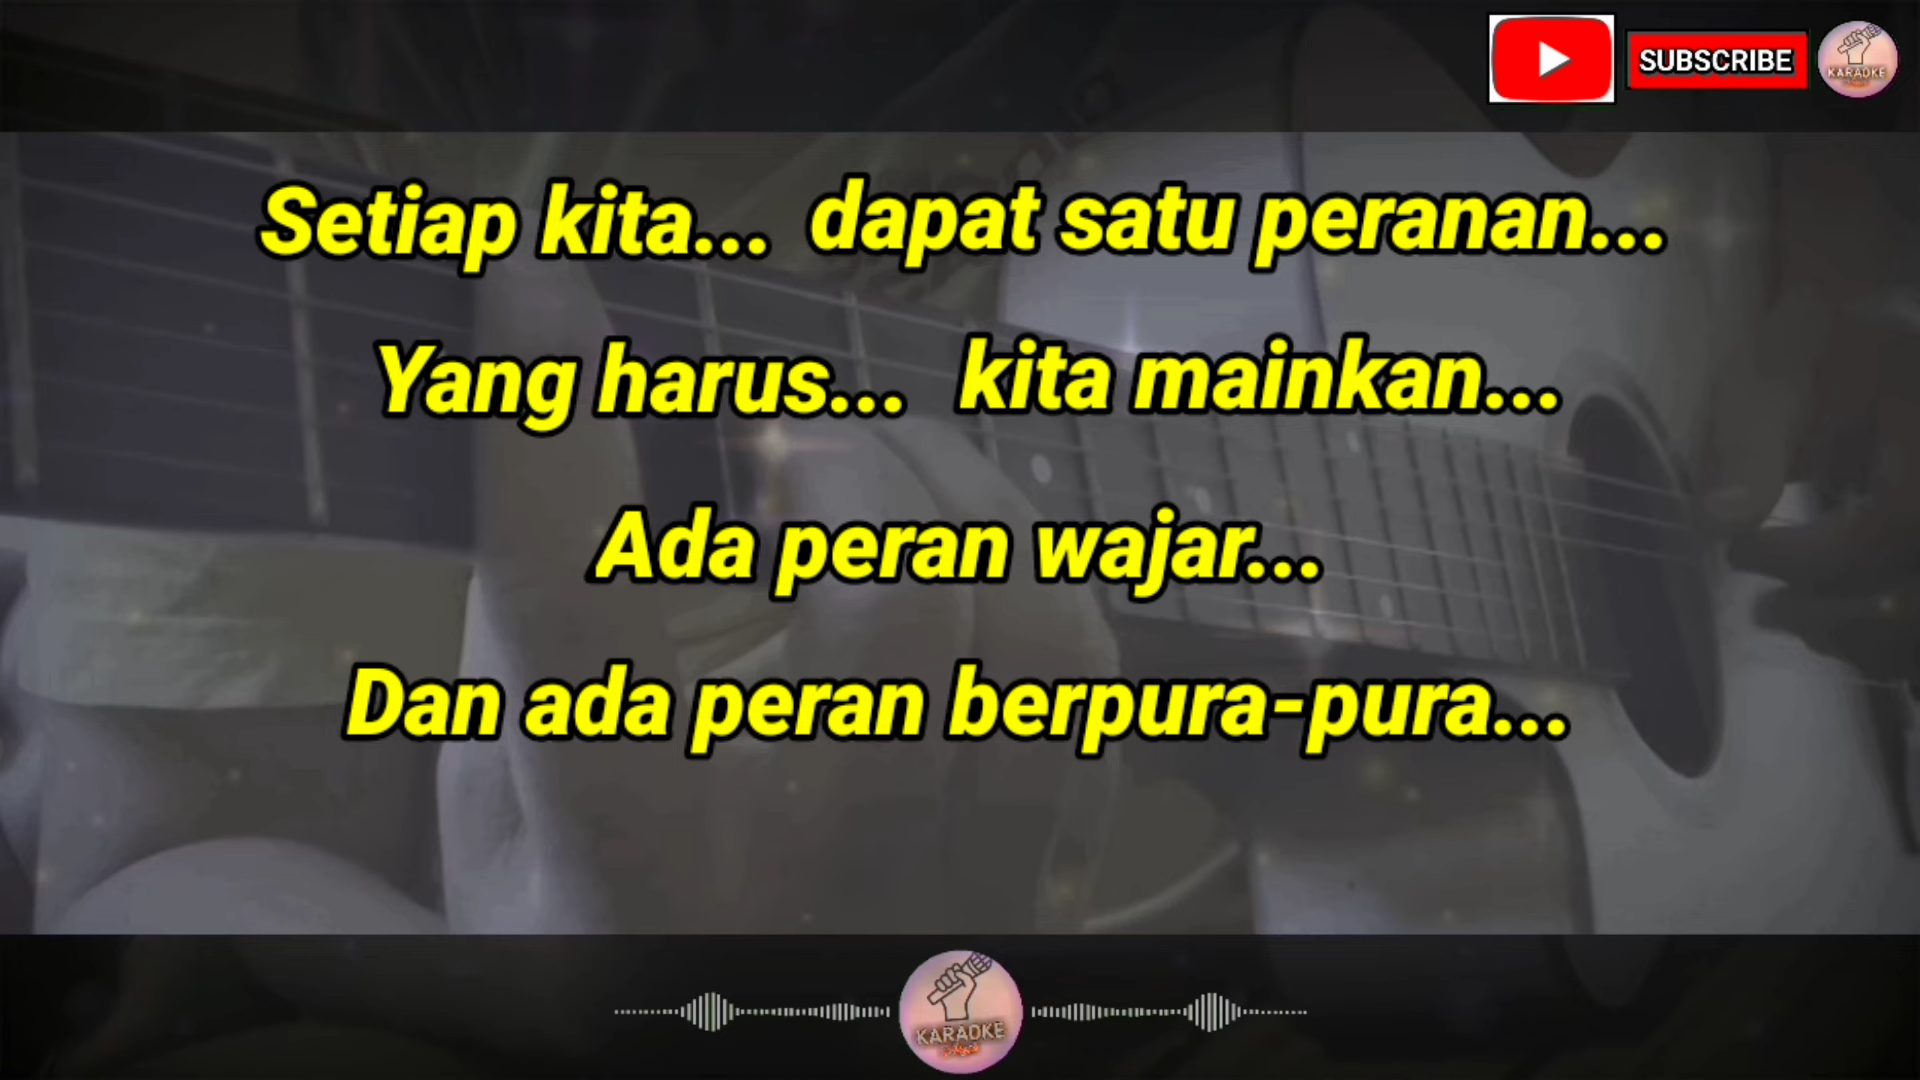 SUBSCRIBE
KARAOKE
Setiap kita... dapat satu peranan...
Yang harus... kita mainkan...
Ada peran wajar...
Dan ada peran berpura-pura...
KARAOKE